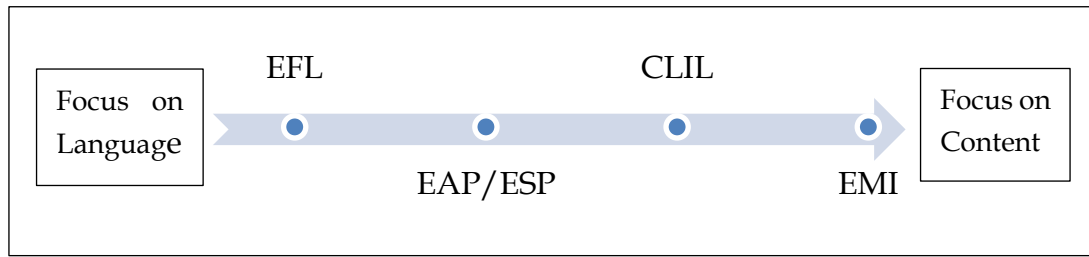 Focus on
Language
EFL
EAP/ESP
CLIL
EMI
Focus on
Content